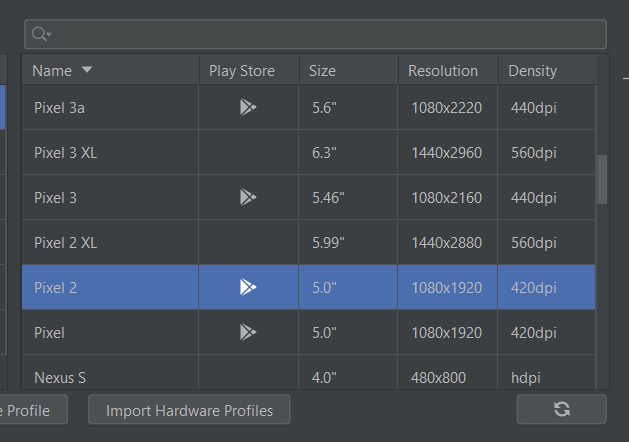 Name Play Store Size Resolution Density
Pixel 3a 5.6" 1080x2220 440dpi
Pixel 3 XL 6.3" 1440x2960 560dpi
Pixel 3 5.46" 1080x2160 440dpi
Pixel 2 XL 5.99" 1440x2880 560dpi
Pixel 2 5.0" 1080x1920 420dpi
Pixel 5.0" 1080x1920 420dpi
Nexus S 4.0" 480x800 hdpi
e Profile Import Hardware Profiles